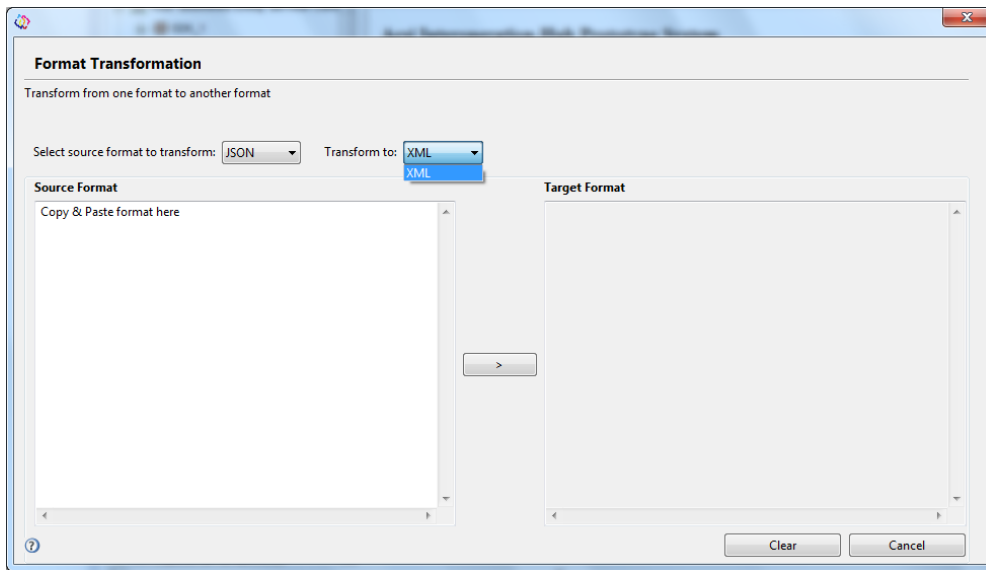 Format Transformation
Transform from one format to another format
Select source format to transform: JSON Transform to: XML
XML
Source Format Target Format
Copy & Paste format here
>
? Clear Cancel